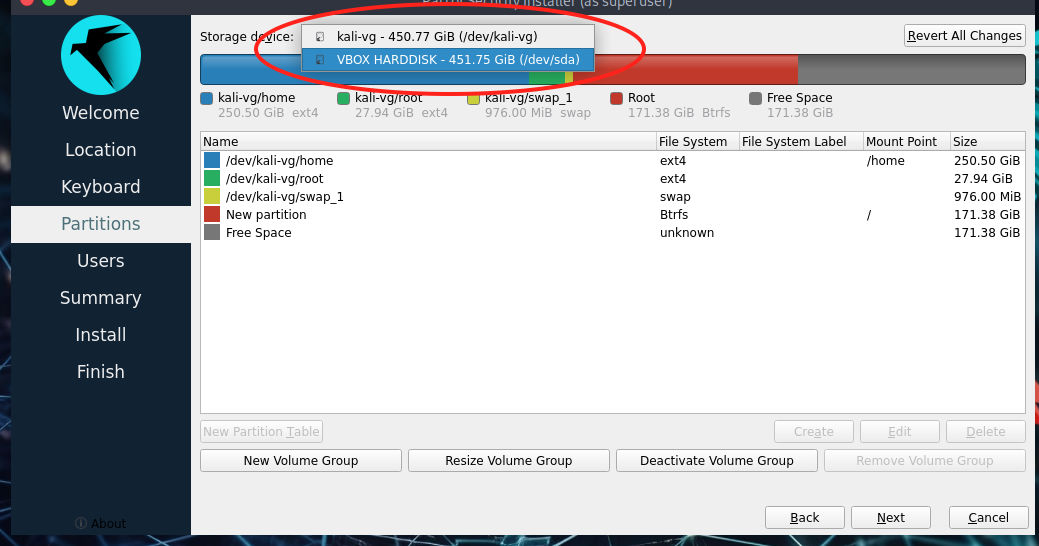 Parrot Security Installer (as superuser)
Storage device:
kali-vg - 450.77 GiB (/dev/kali-vg)
VBOX HARDDISK - 451.75 GiB (/dev/sda)
Revert All Changes
kali-vg/home kali-vg/root kali-vg/swap_1 Root Free Space
250.50 GiB ext4 27.94 GiB ext4 976.00 MiB swap 171.38 GiB Btrfs 171.38 GiB
Name File System File System Label Mount Point Size
/dev/kali-vg/home ext4 /home 250.50 GiB
/dev/kali-vg/root ext4 27.94 GiB
/dev/kali-vg/swap_1 swap 976.00 MiB
New partition Btrfs / 171.38 GiB
Free Space unknown 171.38 GiB
New Partition Table Create Edit Delete
New Volume Group Resize Volume Group Deactivate Volume Group Remove Volume Group
Back Next Cancel
Welcome
Location
Keyboard
Partitions
Users
Summary
Install
Finish
About